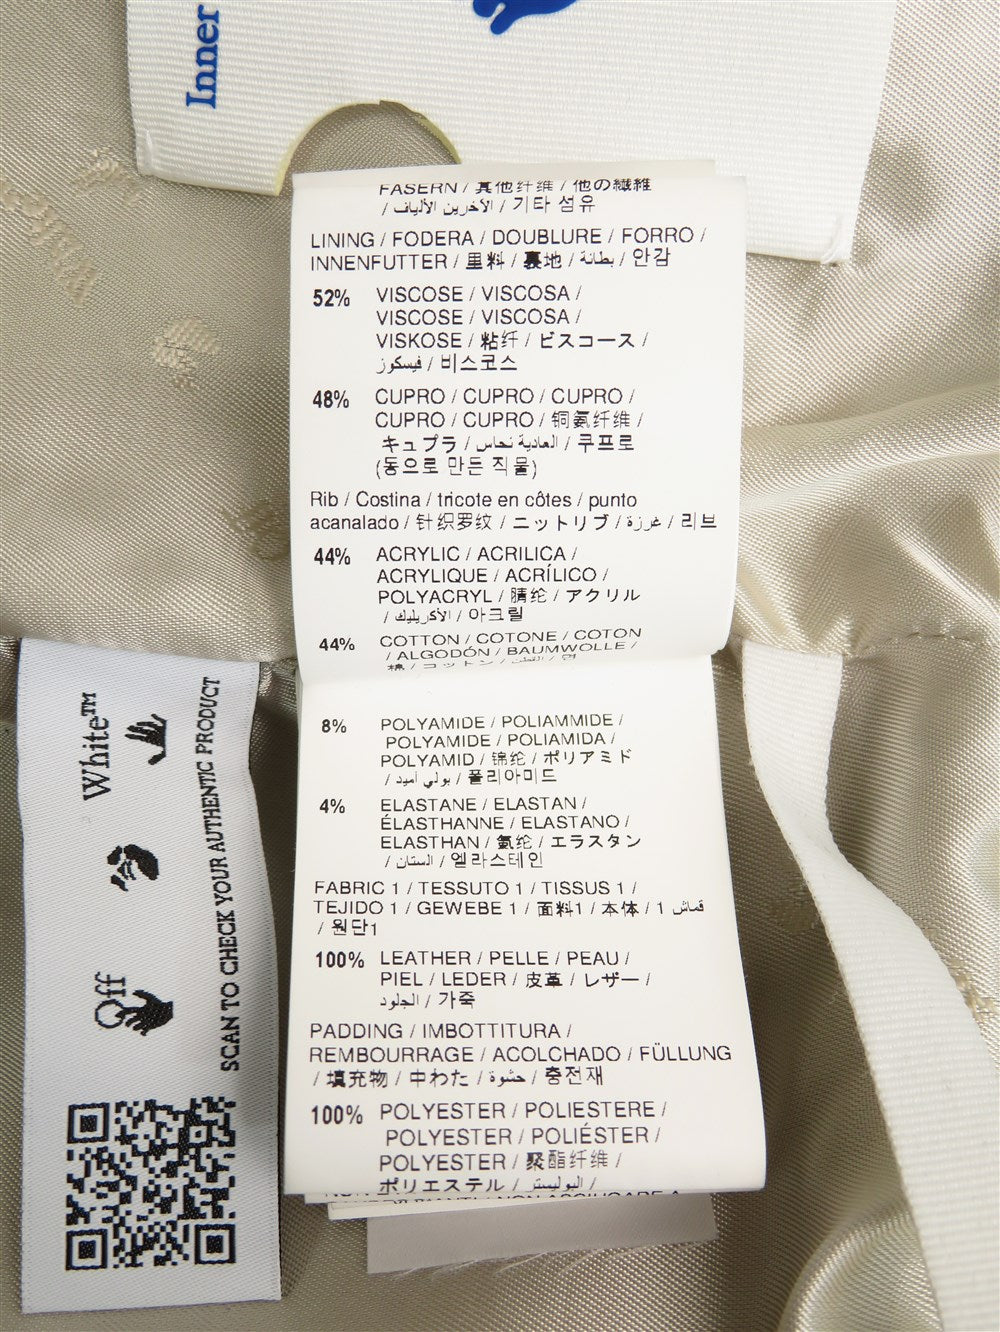 Inner
FASERN / 其他纤维 / 他の繊維
/ الآخرين الألياف / 기타 섬유
LINING / FODERA / DOUBLURE / FORRO /
INNENFUTTER / 里料 / 裏地 / بطانة / 안감
52% VISCOSE / VISCOSA /
VISCOSE / VISCOSA /
VISKOSE / 粘纤 / ビスコース /
فيسكوز / 비스코스
48% CUPRO / CUPRO / CUPRO /
CUPRO / CUPRO / 铜氨纤维 /
キュプラ / العادية نحاس / 쿠프로
(동으로 만든 직물)
Rib / Costina / tricote en côtes / punto
acanalado / 针织罗纹 / ニットリブ / غرزة / 리브
44% ACRYLIC / ACRILICA /
ACRYLIQUE / ACRÍLICO /
POLYACRYL / 腈纶 / アクリル
/ الأكريليك / 아크릴
44% COTTON / COTONE / COTON
/ ALGODÓN / BAUMWOLLE /
棉 / コットン /
8% POLYAMIDE / POLIAMMIDE /
POLYAMIDE / POLIAMIDA /
POLYAMID / 锦纶 / ポリアミド
/ بولي أميد / 폴리아미드
4% ELASTANE / ELASTAN /
ÉLASTHANNE / ELASTANO /
ELASTHAN / 氨纶 / エラスタン
/ الستان / 엘라스테인
FABRIC 1 / TESSUTO 1 / TISSUS 1 /
TEJIDO 1 / GEWEBE 1 / 面料1 / 本体 / 1 قماش
/ 원단1
100% LEATHER / PELLE / PEAU /
PIEL / LEDER / 皮革 / レザー /
الجلود / 가죽
PADDING / IMBOTTITURA /
REMBOURRAGE / ACOLCHADO / FÜLLUNG
/ 填充物 / 中わた / حشوة / 충전재
100% POLYESTER / POLIESTERE /
POLYESTER / POLIÉSTER /
POLYESTER / 聚酯纤维 /
ポリエステル / البوليستر /
Off White™
SCAN TO CHECK YOUR AUTHENTIC PRODUCT